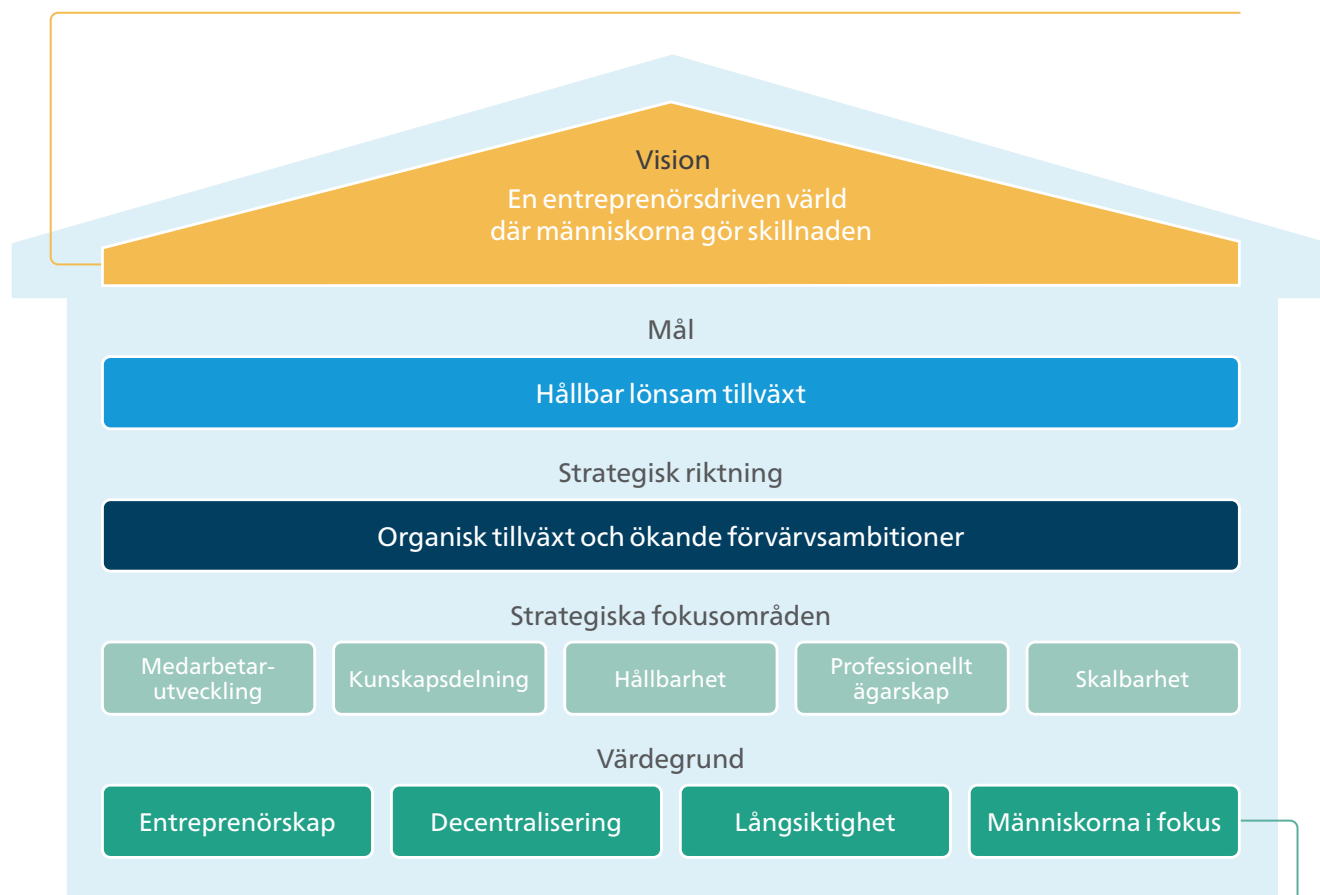 Vision
En entreprenörsdriven värld
där människorna gör skillnaden
Mål
Hållbar lönsam tillväxt
Strategisk riktning
Organisk tillväxt och ökande förvärvsambitioner
Strategiska fokusområden
Medarbetar-
utveckling
Kunskapsdelning
Hållbarhet
Professionellt
ägarskap
Skalbarhet
Värdegrund
Entreprenörskap
Decentralisering
Långsiktighet
Människorna i fokus